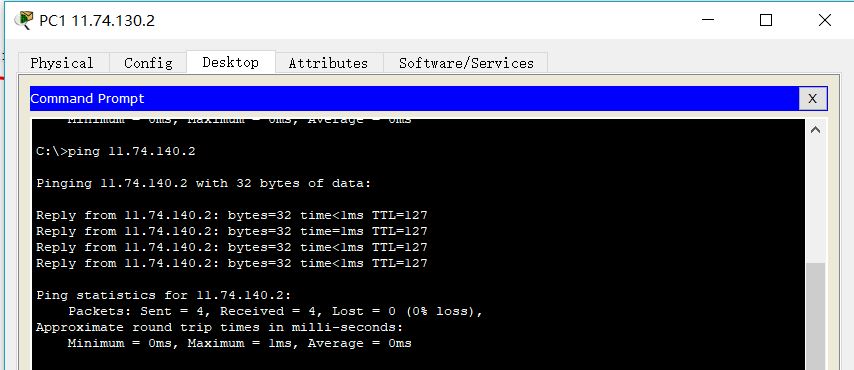 PC1 11.74.130.2
Physical Config Desktop Attributes Software/Services
Command Prompt X
Minimum = 0ms, Maximum = 0ms, Average = 0ms
C:\>ping 11.74.140.2
Pinging 11.74.140.2 with 32 bytes of data:
Reply from 11.74.140.2: bytes=32 time<1ms TTL=127
Reply from 11.74.140.2: bytes=32 time=1ms TTL=127
Reply from 11.74.140.2: bytes=32 time<1ms TTL=127
Reply from 11.74.140.2: bytes=32 time<1ms TTL=127
Ping statistics for 11.74.140.2:
Packets: Sent = 4, Received = 4, Lost = 0 (0% loss),
Approximate round trip times in milli-seconds:
Minimum = 0ms, Maximum = 1ms, Average = 0ms